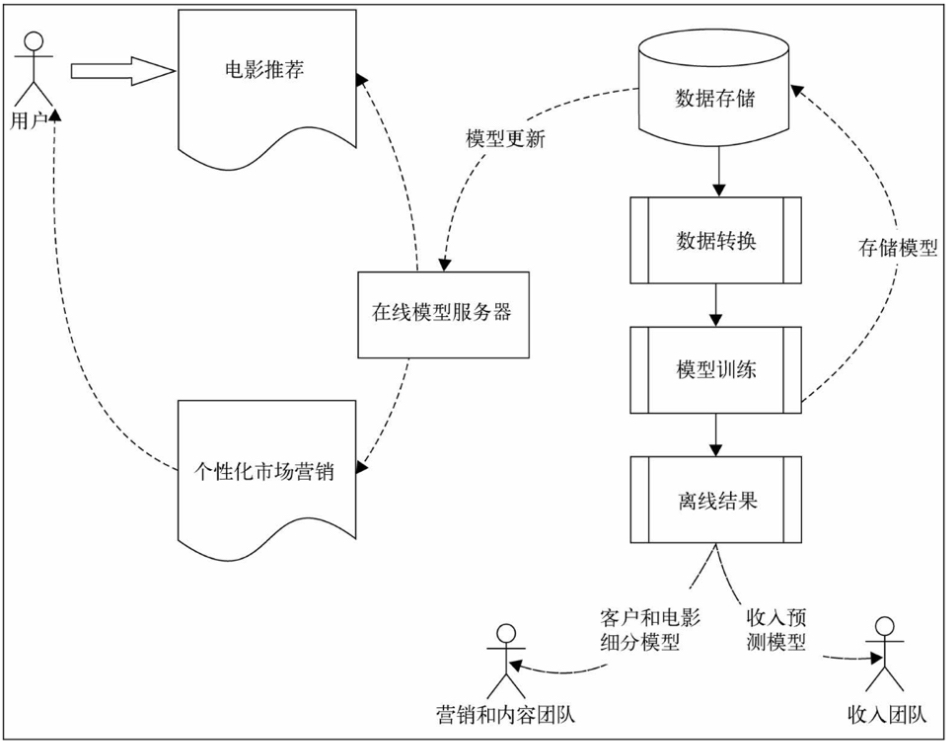 电影推荐
用户
数据存储
模型更新
数据转换
存储模型
在线模型服务器
模型训练
个性化市场营销
离线结果
客户和电影
细分模型
收入预
测模型
营销和内容团队
收入团队